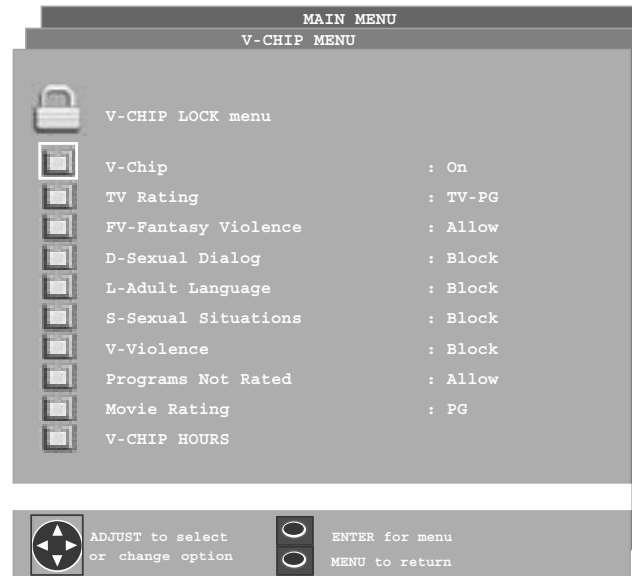 MAIN MENU
V-CHIP MENU
V-CHIP LOCK menu
V-Chip : On
TV Rating : TV-PG
FV-Fantasy Violence : Allow
D-Sexual Dialog : Block
L-Adult Language : Block
S-Sexual Situations : Block
V-Violence : Block
Programs Not Rated : Allow
Movie Rating : PG
V-CHIP HOURS
ADJUST to select
or change option
ENTER for menu
MENU to return